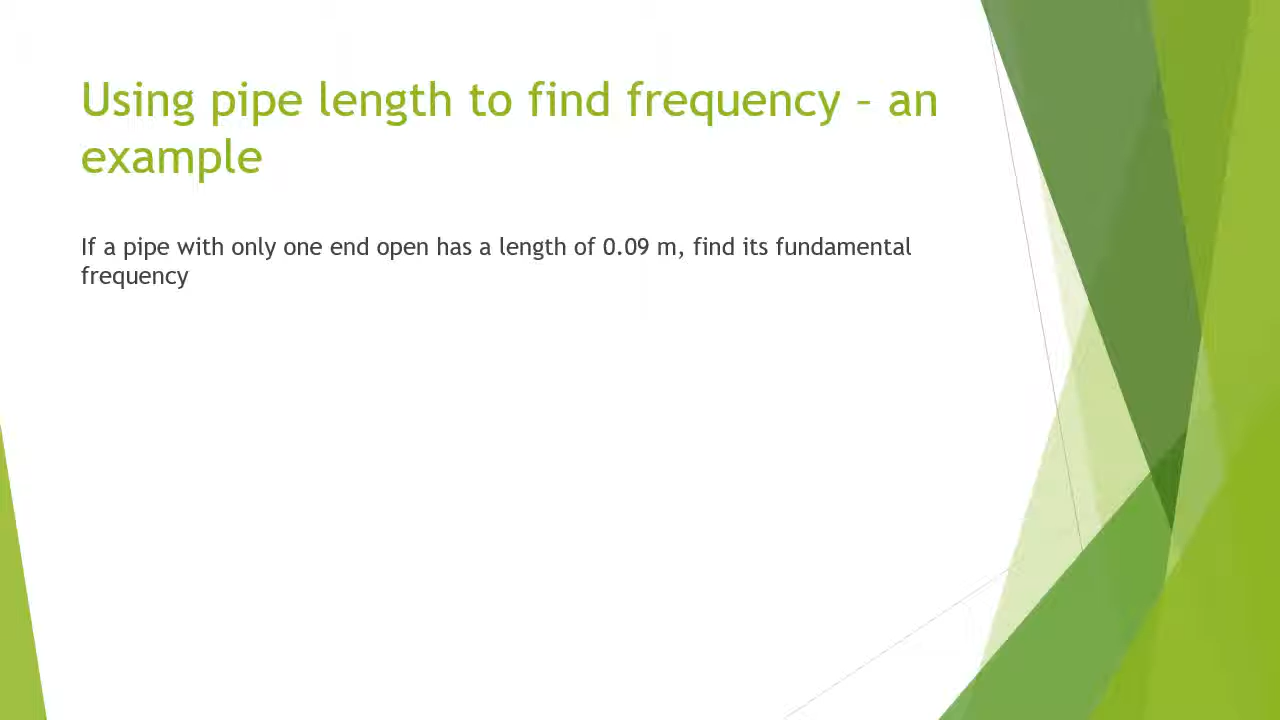 Using pipe length to find frequency – an
example
If a pipe with only one end open has a length of 0.09 m, find its fundamental
frequency